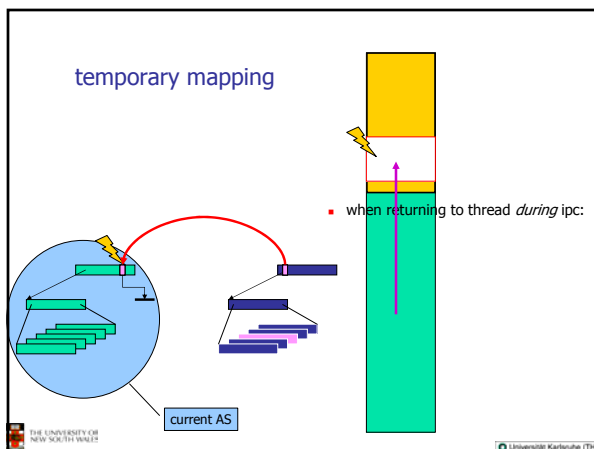 temporary mapping
when returning to thread during ipc:
current AS
THE UNIVERSITY OF
NEW SOUTH WALES
Universität Karlsruhe (TH)